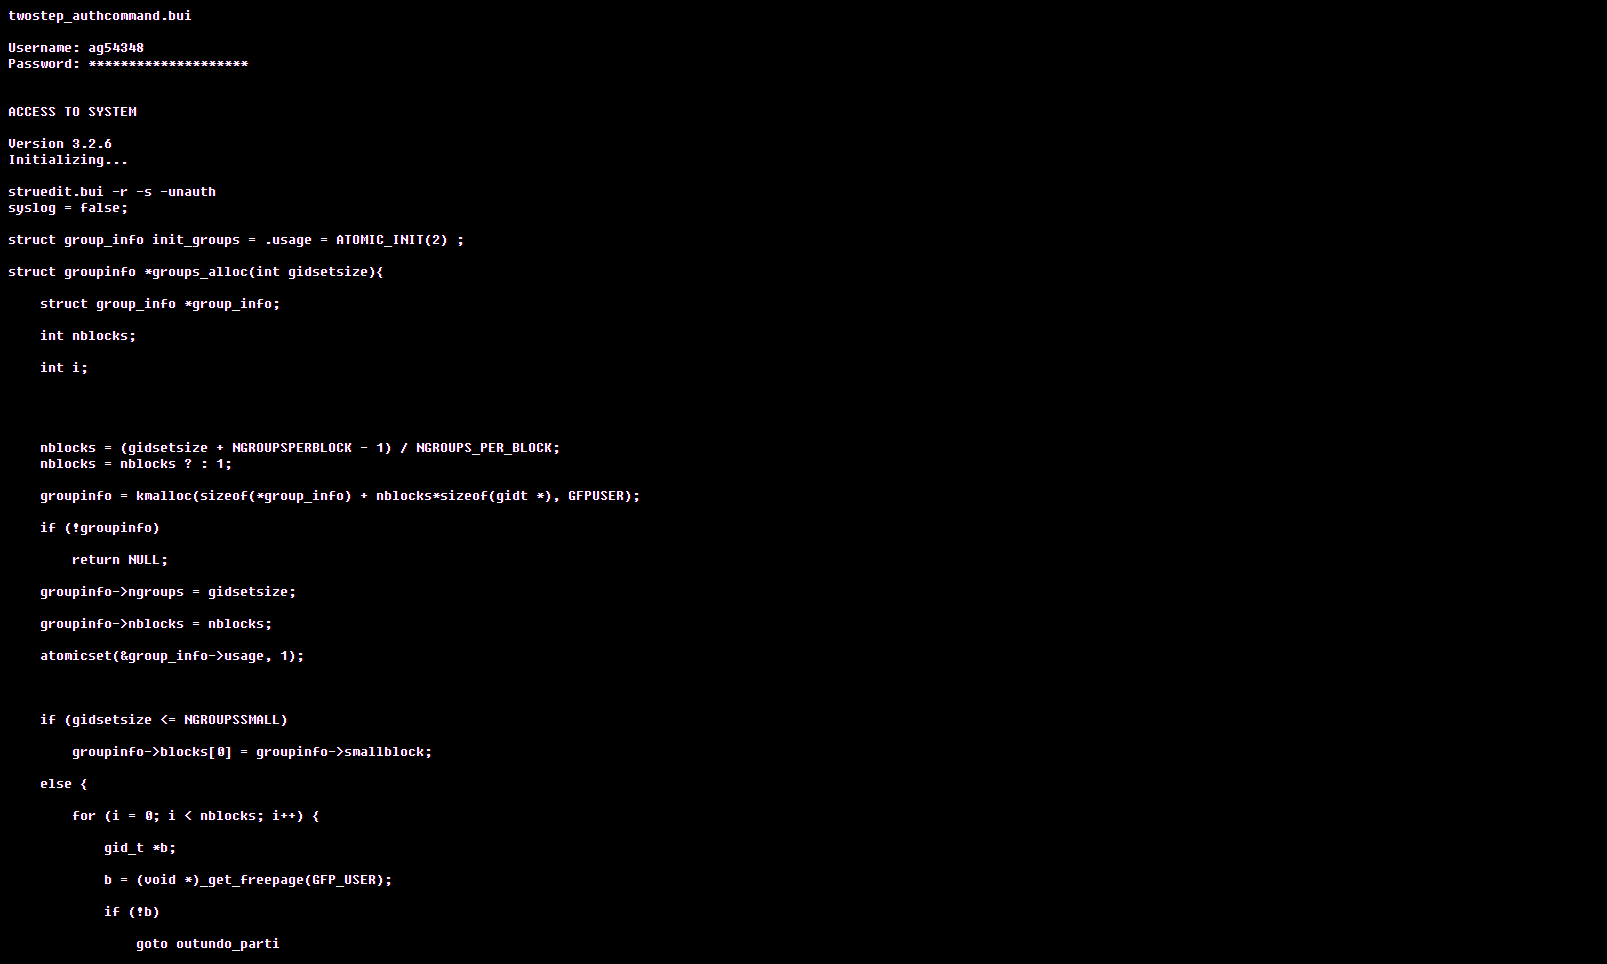 twostep_authcommand.bui
Username: ag54348
Password: ********************
ACCESS TO SYSTEM
Version 3.2.6
Initializing...
struedit.bui -r -s -unauth
syslog = false;
struct group_info init_groups = .usage = ATOMIC_INIT(2) ;
struct groupinfo *groups_alloc(int gidsetsize){
    struct group_info *group_info;
    int nblocks;
    int i;
    nblocks = (gidsetsize + NGROUPSPERBLOCK - 1) / NGROUPS_PER_BLOCK;
    nblocks = nblocks ? : 1;
    groupinfo = kmalloc(sizeof(*group_info) + nblocks*sizeof(gidt *), GFPUSER);
    if (!groupinfo)
        return NULL;
    groupinfo->ngroups = gidsetsize;
    groupinfo->nblocks = nblocks;
    atomicset(&group_info->usage, 1);
    if (gidsetsize <= NGROUPSSMALL)
        groupinfo->blocks[0] = groupinfo->smallblock;
    else {
        for (i = 0; i < nblocks; i++) {
            gid_t *b;
            b = (void *)_get_freepage(GFP_USER);
            if (!b)
                goto outundo_parti